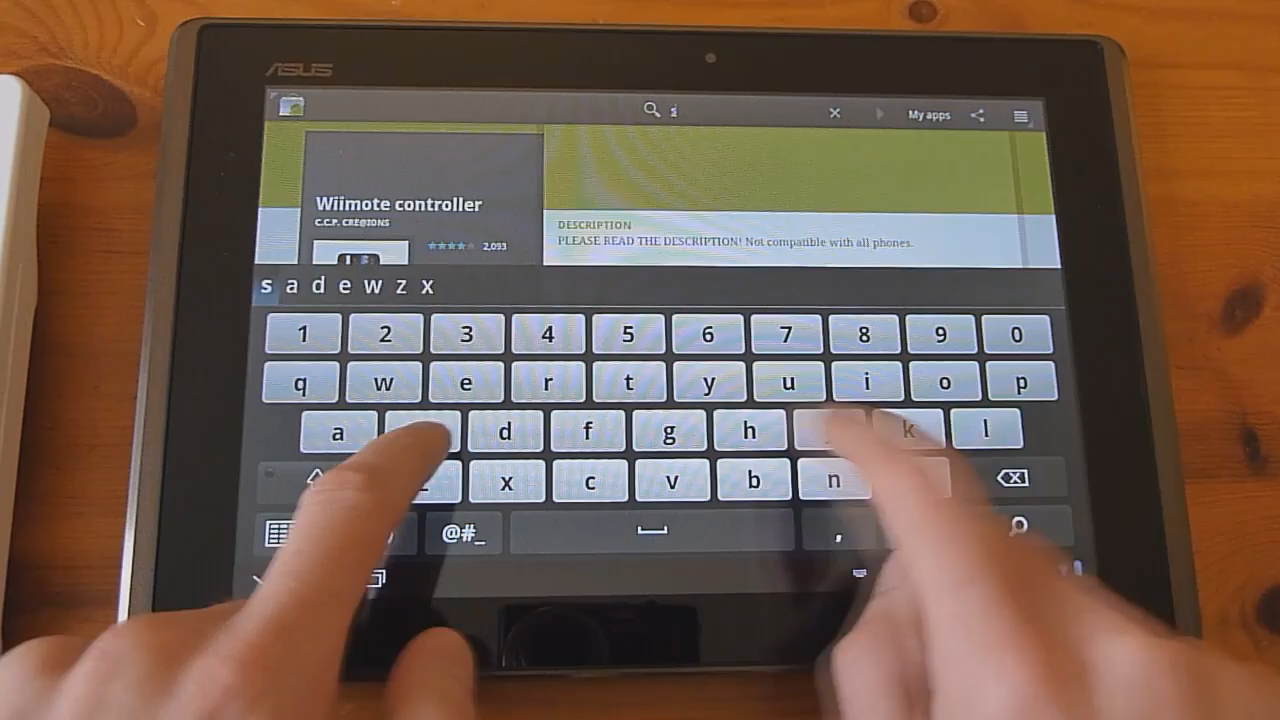 ASUS
s
My apps
Wiimote controller
C.C.P. CRE@IONS
2,093
DESCRIPTION
PLEASE READ THE DESCRIPTION! Not compatible with all phones.
s a d e w z x
1 2 3 4 5 6 7 8 9 0
q w e r t y u i o p
a d f g h k l
x c v b n
@#_ ,